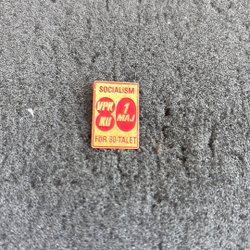 SOCIALISM
VPK
KU
1
MAJ
FÖR 80-TALET